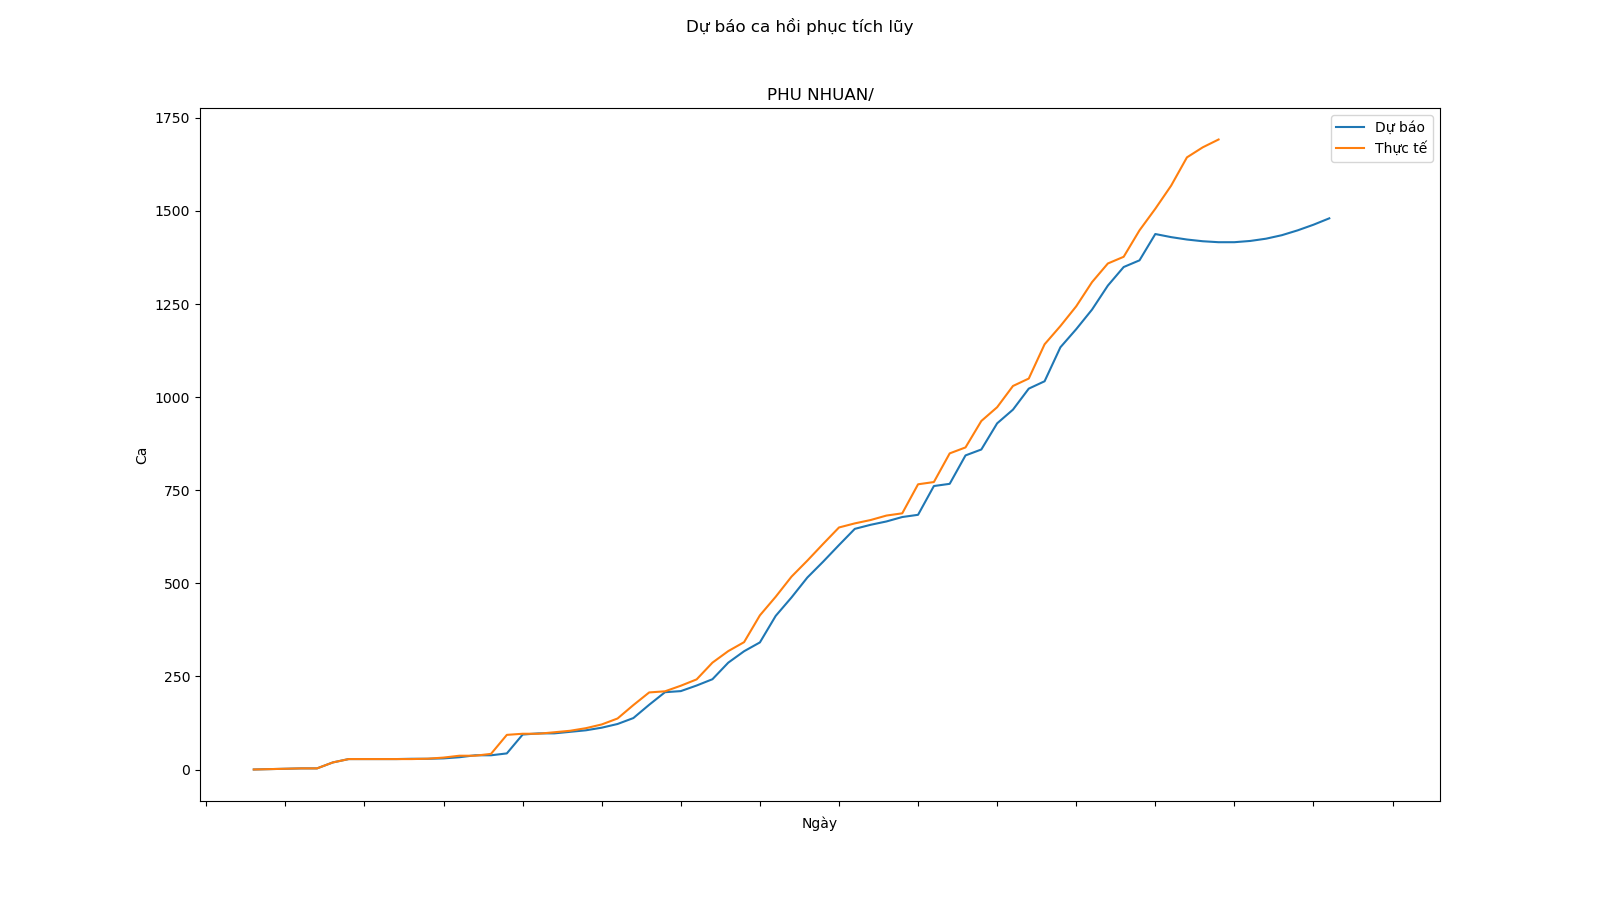 Dự báo ca hồi phục tích lũy
PHU NHUAN/
1750
1500
1250
1000
750
500
250
0
Ca
Ngày
Dự báo
Thực tế